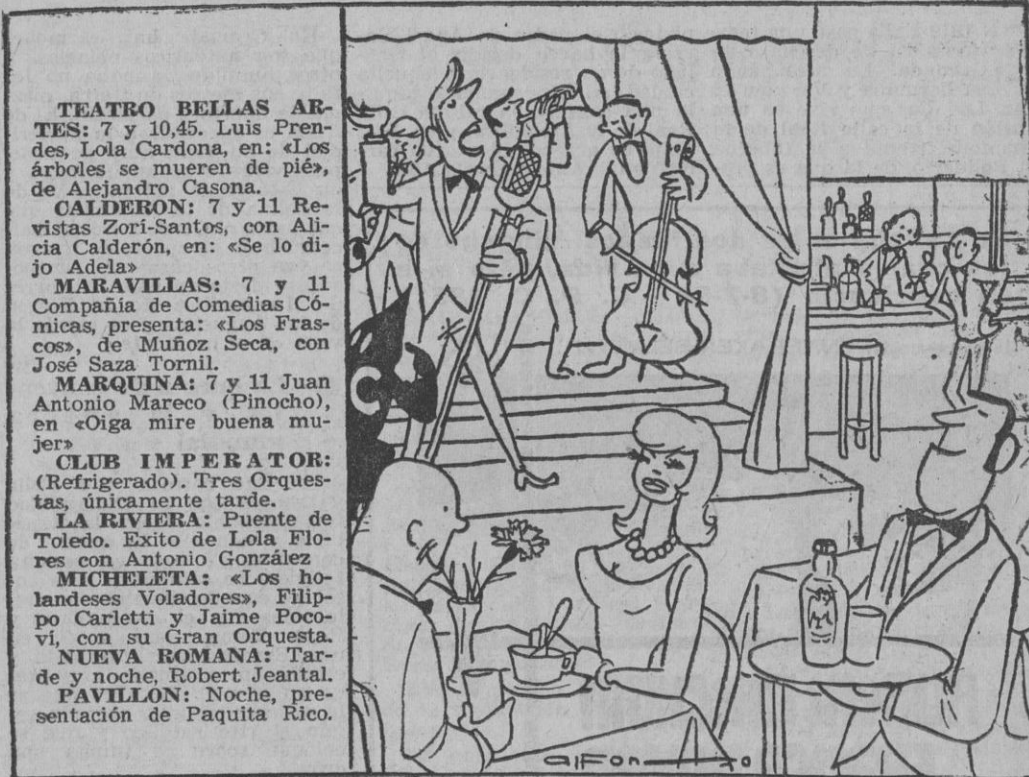 TEATRO BELLAS AR-
TES: 7 y 10,45. Luis Pren-
des, Lola Cardona, en: «Los
árboles se mueren de pié»,
de Alejandro Casona.
CALDERON: 7 y 11 Re-
vistas Zorí-Santos, con Ali-
cia Calderón, en: «Se lo di-
jo Adela»
MARAVILLAS: 7 y 11
Compañía de Comedias Có-
micas, presenta: «Los Fras-
cos», de Muñoz Seca, con
José Saza Tornil.
MARQUINA: 7 y 11 Juan
Antonio Mareco (Pinocho),
en «Oiga mire buena mu-
jer»
CLUB IMPERATOR:
(Refrigerado). Tres Orques-
tas, únicamente tarde.
LA RIVIERA: Puente de
Toledo. Exito de Lola Flo-
res con Antonio González
MICHELETA: «Los ho-
landeses Voladores», Filip-
po Carletti y Jaime Poco-
ví, con su Gran Orquesta.
NUEVA ROMANA: Tar-
de y noche, Robert Jeantal.
PAVILLON: Noche, pre-
sentación de Paquita Rico.